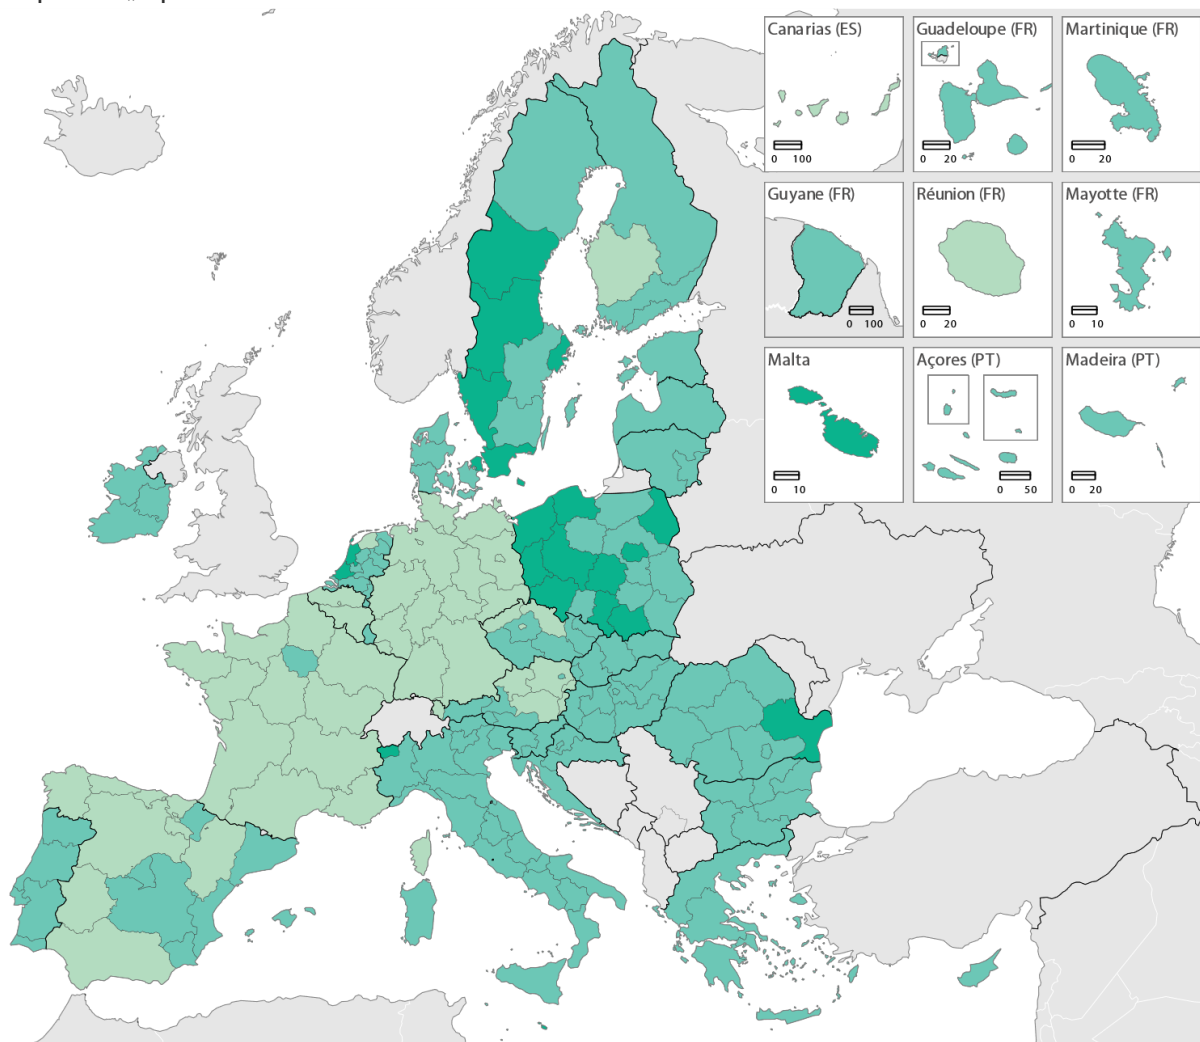 Canarias (ES)
0 100
Guadeloupe (FR)
0 20
Martinique (FR)
0 20
Guyane (FR)
0 100
Réunion (FR)
0 20
Mayotte (FR)
0 10
Malta
0 10
Açores (PT)
0 50
Madeira (PT)
0 20